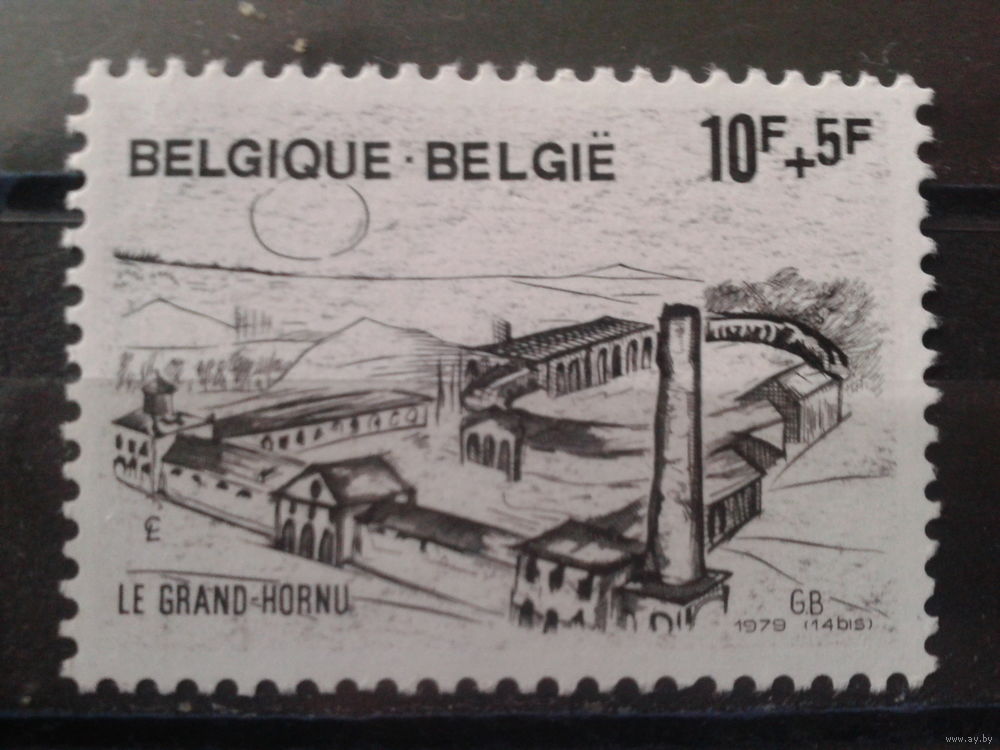 BELGIQUE · BELGIË
10F+5F
Œ
LE GRAND-HORNU
G.B
1979 (14bis)
www.ay.by